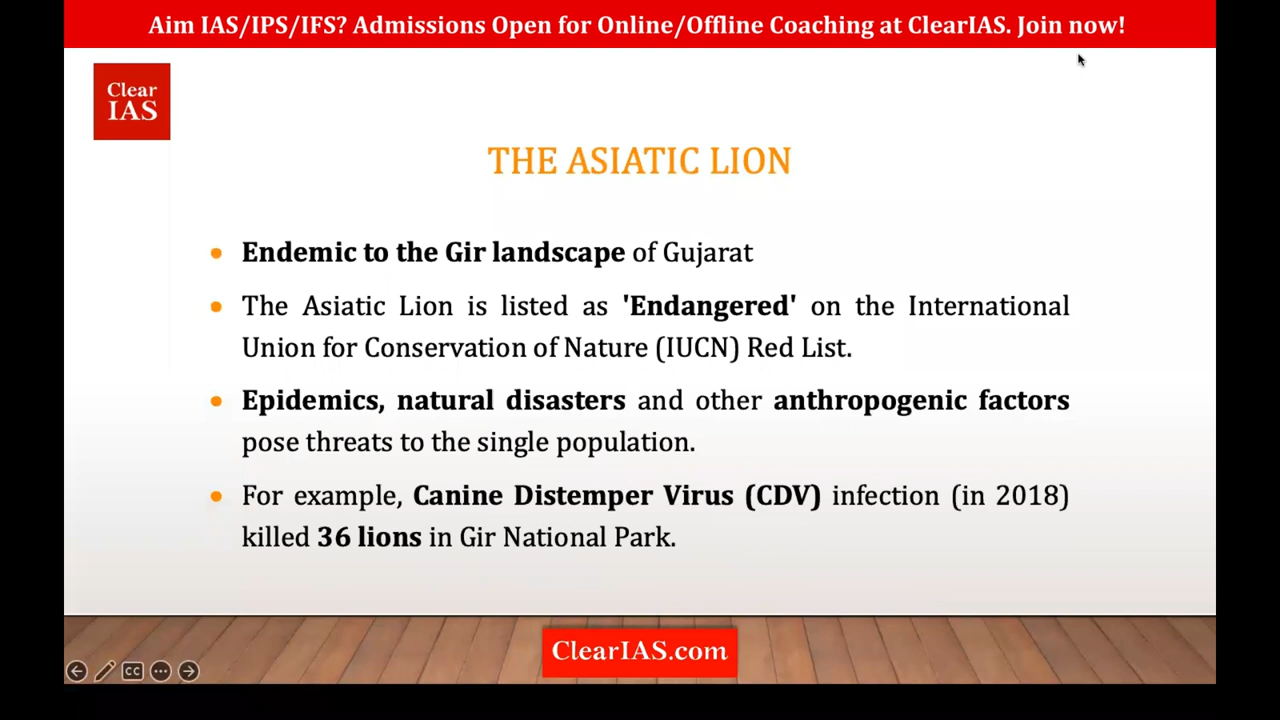 Aim IAS/IPS/IFS? Admissions Open for Online/Offline Coaching at ClearIAS. Join now!
Clear
IAS
THE ASIATIC LION
• Endemic to the Gir landscape of Gujarat
• The Asiatic Lion is listed as 'Endangered' on the International
Union for Conservation of Nature (IUCN) Red List.
• Epidemics, natural disasters and other anthropogenic factors
pose threats to the single population.
• For example, Canine Distemper Virus (CDV) infection (in 2018)
killed 36 lions in Gir National Park.
ClearIAS.com
CC